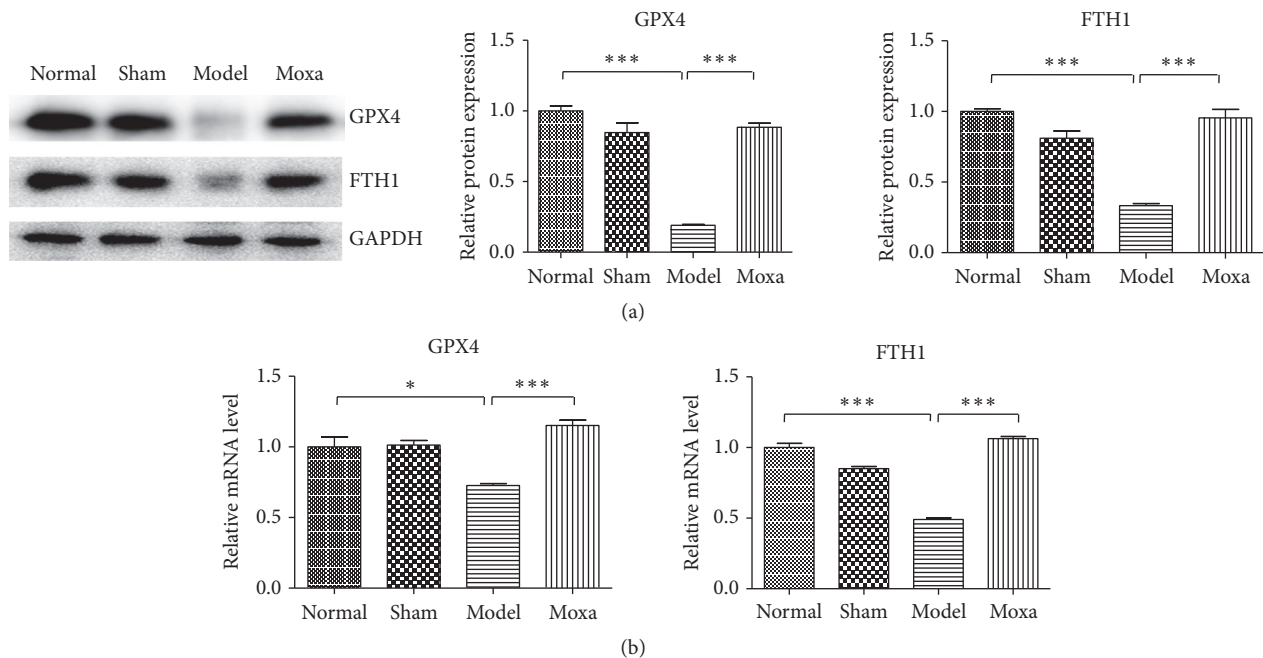 Normal Sham Model Moxa
GPX4
FTH1
GAPDH
GPX4
Relative protein expression
1.5
1.0
0.5
0.0
*** ***
Normal Sham Model Moxa
FTH1
Relative protein expression
1.5
1.0
0.5
0.0
*** ***
Normal Sham Model Moxa
(a)
GPX4
Relative mRNA level
1.5
1.0
0.5
0.0
* ***
Normal Sham Model Moxa
FTH1
Relative mRNA level
1.5
1.0
0.5
0.0
*** ***
Normal Sham Model Moxa
(b)